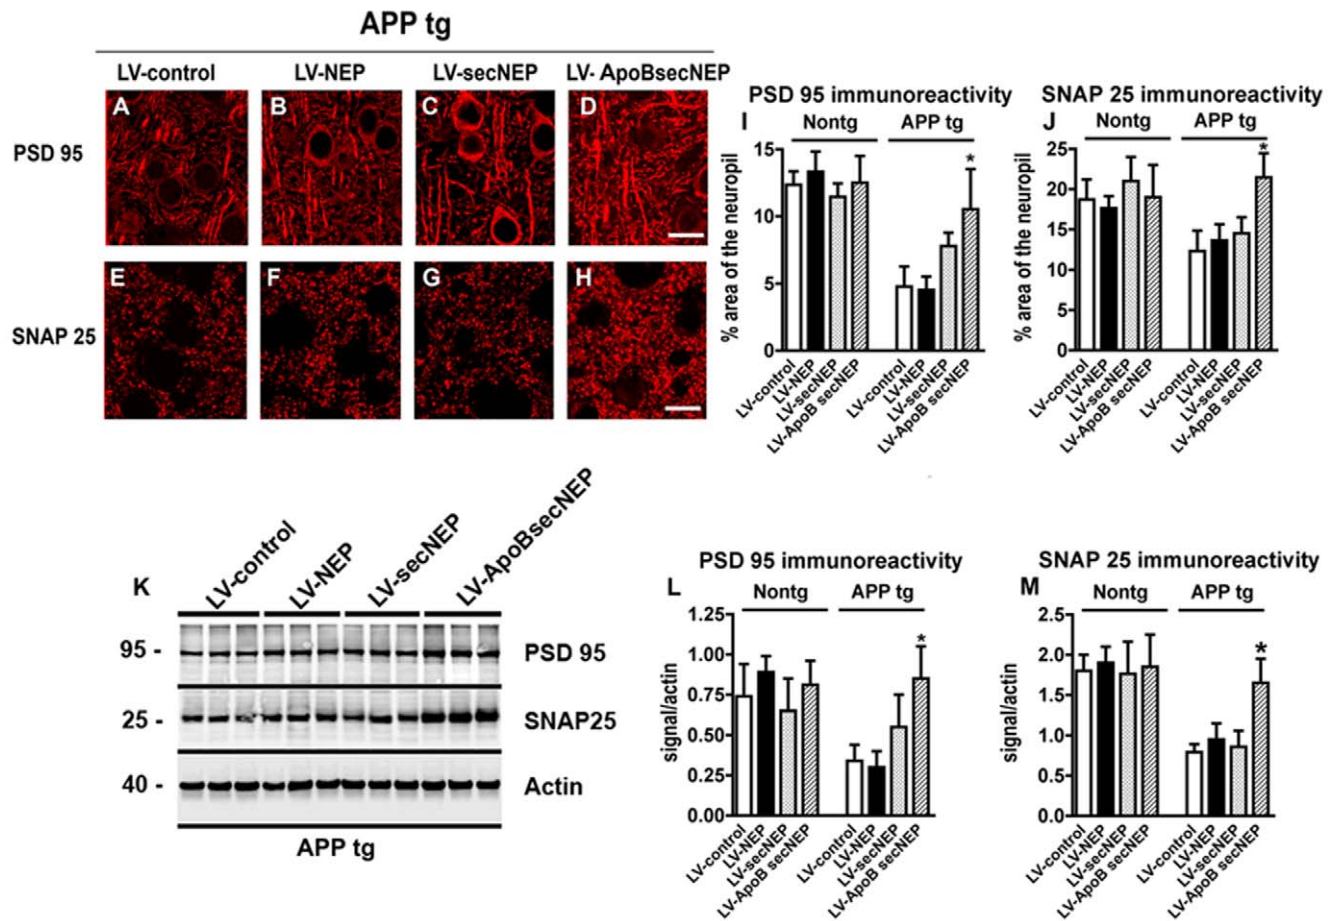 APP tg
LV-control LV-NEP LV-secNEP LV- ApoBsecNEP
A B C D
PSD 95
E F G H
SNAP 25
PSD 95 immunoreactivity
I Nontg APP tg
% area of the neuropil
15
10
5
0
*
LV-control
LV-NEP
LV-secNEP
LV-ApoB secNEP
LV-control
LV-NEP
LV-secNEP
LV-ApoB secNEP
SNAP 25 immunoreactivity
J Nontg APP tg
% area of the neuropil
25
20
15
10
5
0
*
LV-control
LV-NEP
LV-secNEP
LV-ApoB secNEP
LV-control
LV-NEP
LV-secNEP
LV-ApoB secNEP
K
LV-control
LV-NEP
LV-secNEP
LV-ApoBsecNEP
95 - PSD 95
25 - SNAP25
40 - Actin
APP tg
PSD 95 immunoreactivity
L Nontg APP tg
signal/actin
1.25
1.00
0.75
0.50
0.25
0.00
*
LV-control
LV-NEP
LV-secNEP
LV-ApoB secNEP
LV-control
LV-NEP
LV-secNEP
LV-ApoB secNEP
SNAP 25 immunoreactivity
M Nontg APP tg
signal/actin
2.5
2.0
1.5
1.0
0.5
0.0
*
LV-control
LV-NEP
LV-secNEP
LV-ApoB secNEP
LV-control
LV-NEP
LV-secNEP
LV-ApoB secNEP